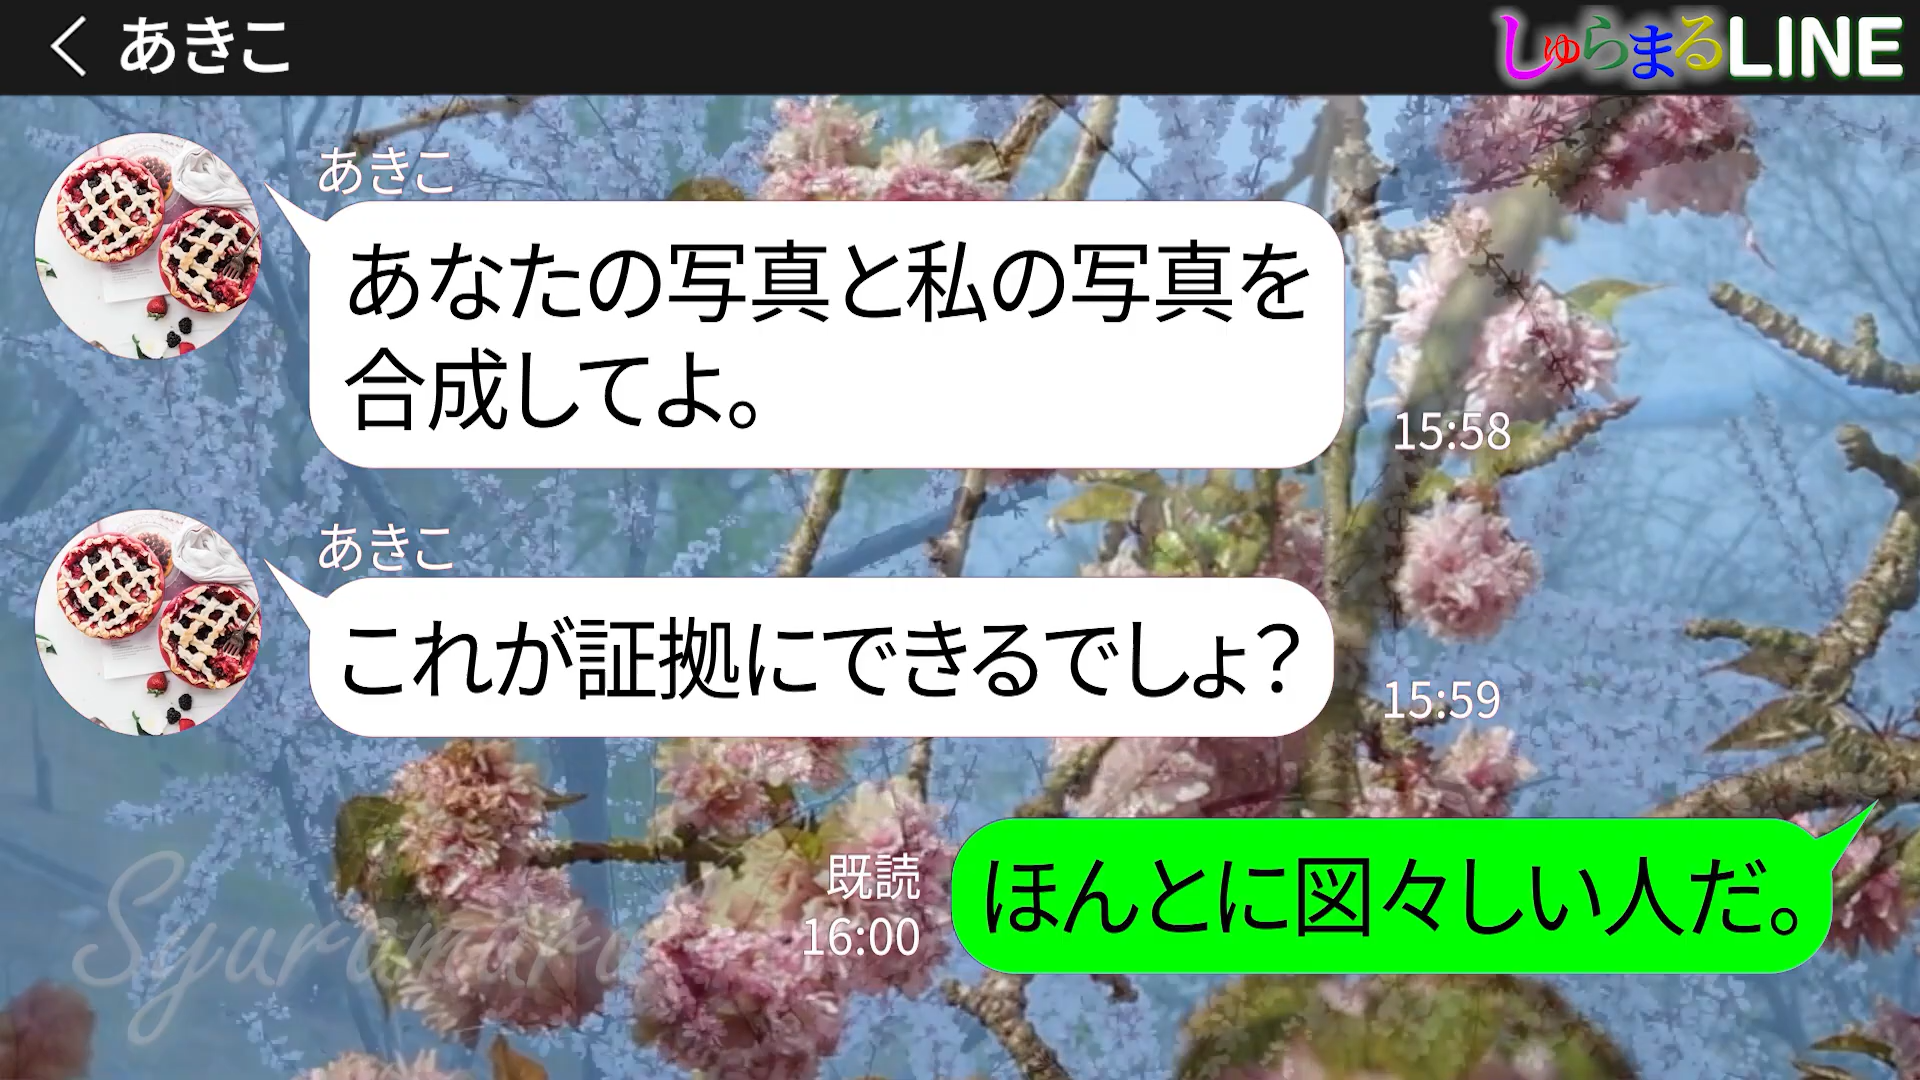 あきこ
しゅらまるLINE
あきこ
あなたの写真と私の写真を
合成してよ。
15:58
あきこ
これが証拠にできるでしょ？
15:59
既読
16:00
ほんとに図々しい人だ。
Syuramaru